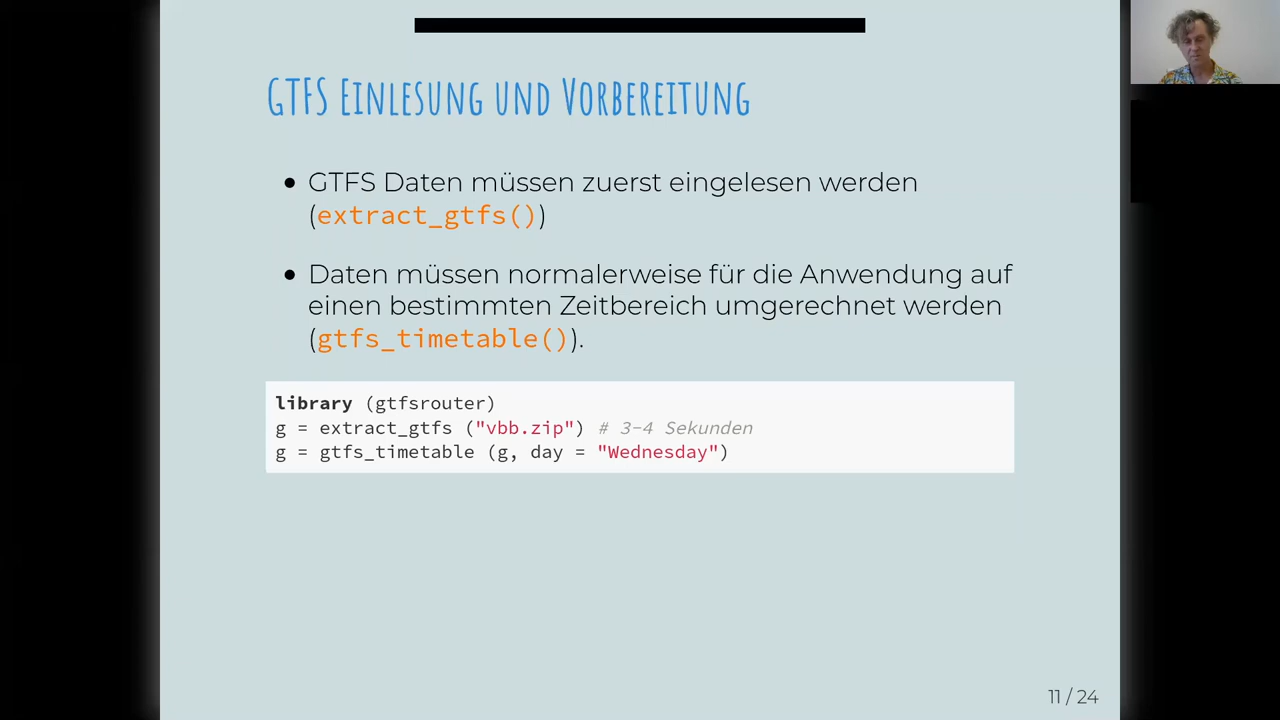 GTFS Einlesung und Vorbereitung
• GTFS Daten müssen zuerst eingelesen werden
(extract_gtfs())
• Daten müssen normalerweise für die Anwendung auf
einen bestimmten Zeitbereich umgerechnet werden
(gtfs_timetable()).
library (gtfsrouter)
g = extract_gtfs ("vbb.zip") # 3-4 Sekunden
g = gtfs_timetable (g, day = "Wednesday")
11 / 24